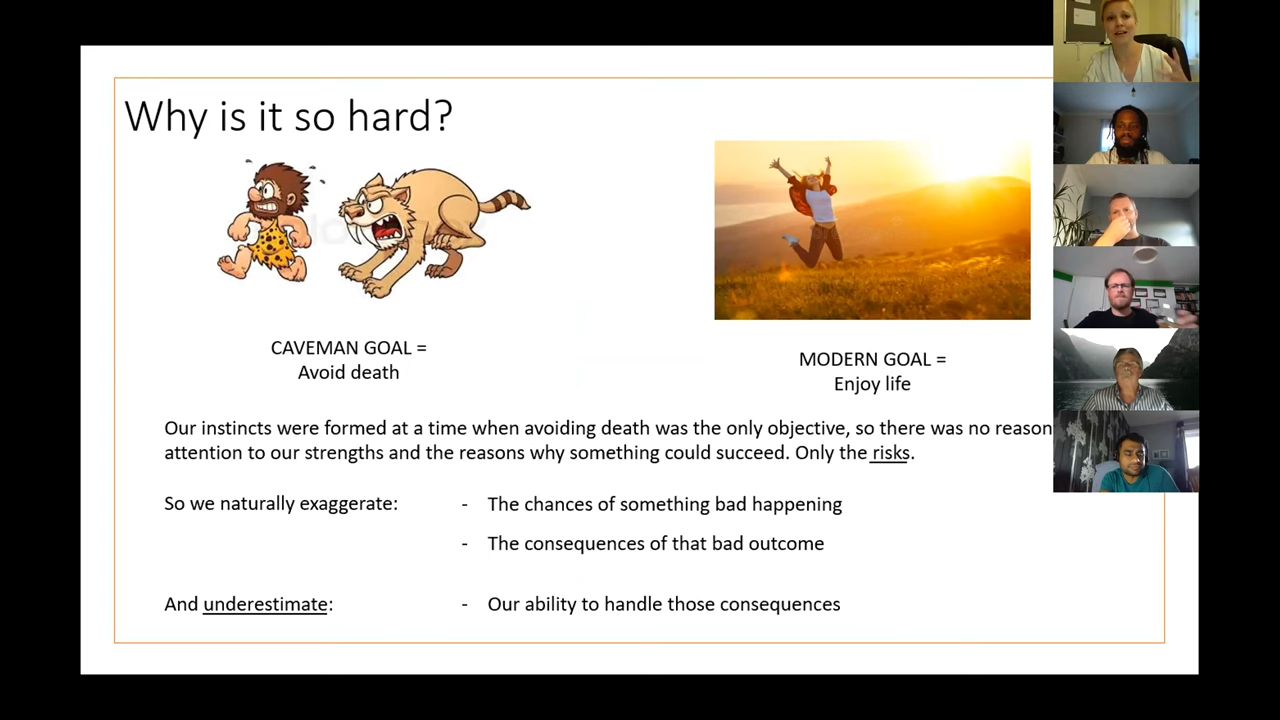 Why is it so hard?
CAVEMAN GOAL =
Avoid death
MODERN GOAL =
Enjoy life
Our instincts were formed at a time when avoiding death was the only objective, so there was no reason
attention to our strengths and the reasons why something could succeed. Only the risks.
So we naturally exaggerate: - The chances of something bad happening
- The consequences of that bad outcome
And underestimate: - Our ability to handle those consequences